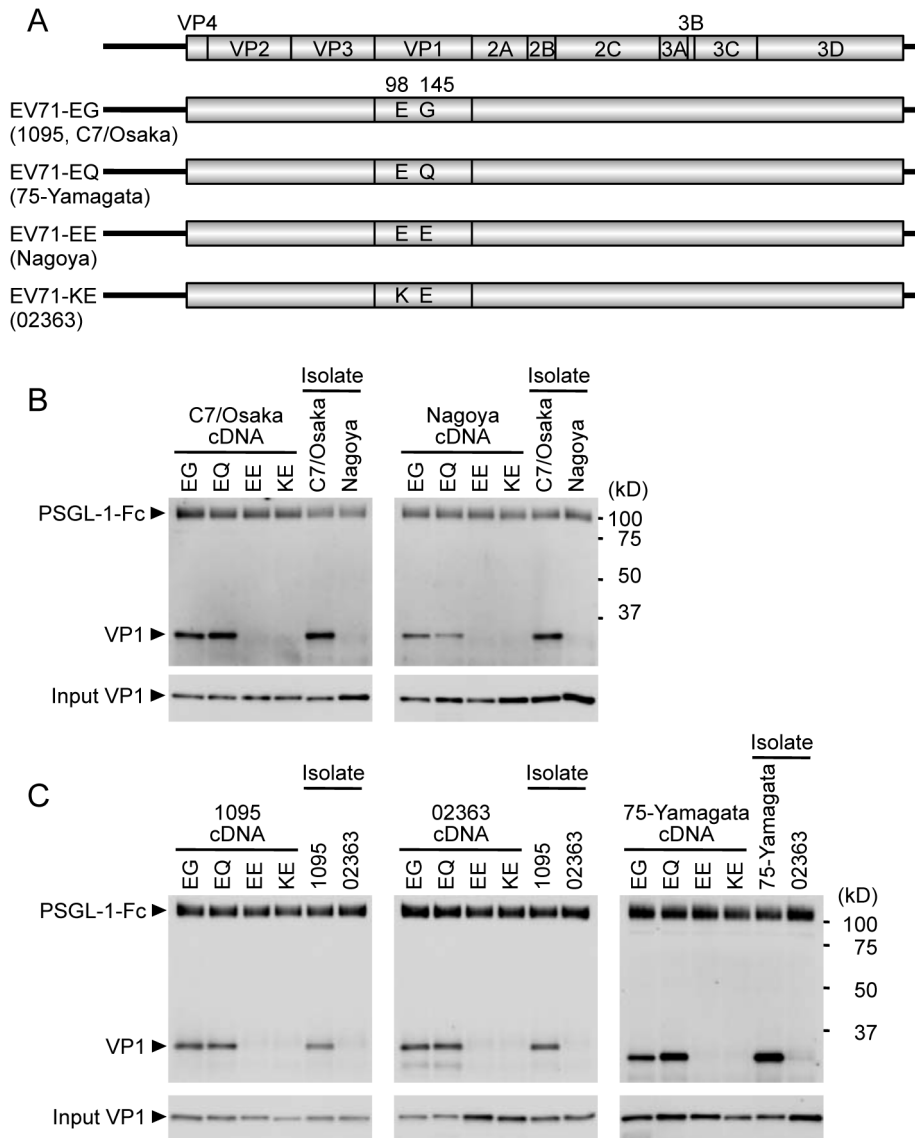 A
VP4 3B
VP2 VP3 VP1 2A 2B 2C 3A 3C 3D
98 145
EV71-EG E G
(1095, C7/Osaka)
EV71-EQ E Q
(75-Yamagata)
EV71-EE E E
(Nagoya)
EV71-KE K E
(02363)
B
Isolate Isolate
C7/Osaka cDNA
EG EQ EE KE C7/Osaka Nagoya
Nagoya cDNA
EG EQ EE KE C7/Osaka Nagoya
(kD)
PSGL-1-Fc 100
75
50
37
VP1
Input VP1
C
Isolate Isolate Isolate
1095 cDNA
EG EQ EE KE 1095 02363
02363 cDNA
EG EQ EE KE 1095 02363
75-Yamagata cDNA
EG EQ EE KE 75-Yamagata 02363
(kD)
PSGL-1-Fc 100
75
50
37
VP1
Input VP1